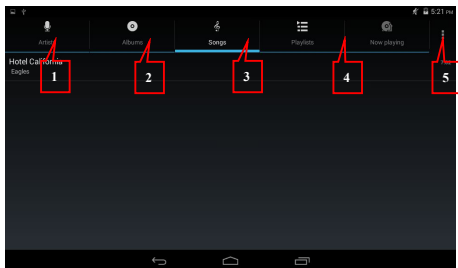 5:21 PM
Artists Albums Songs Playlists Now playing
Hotel California
Eagles
1 2 3 4 5